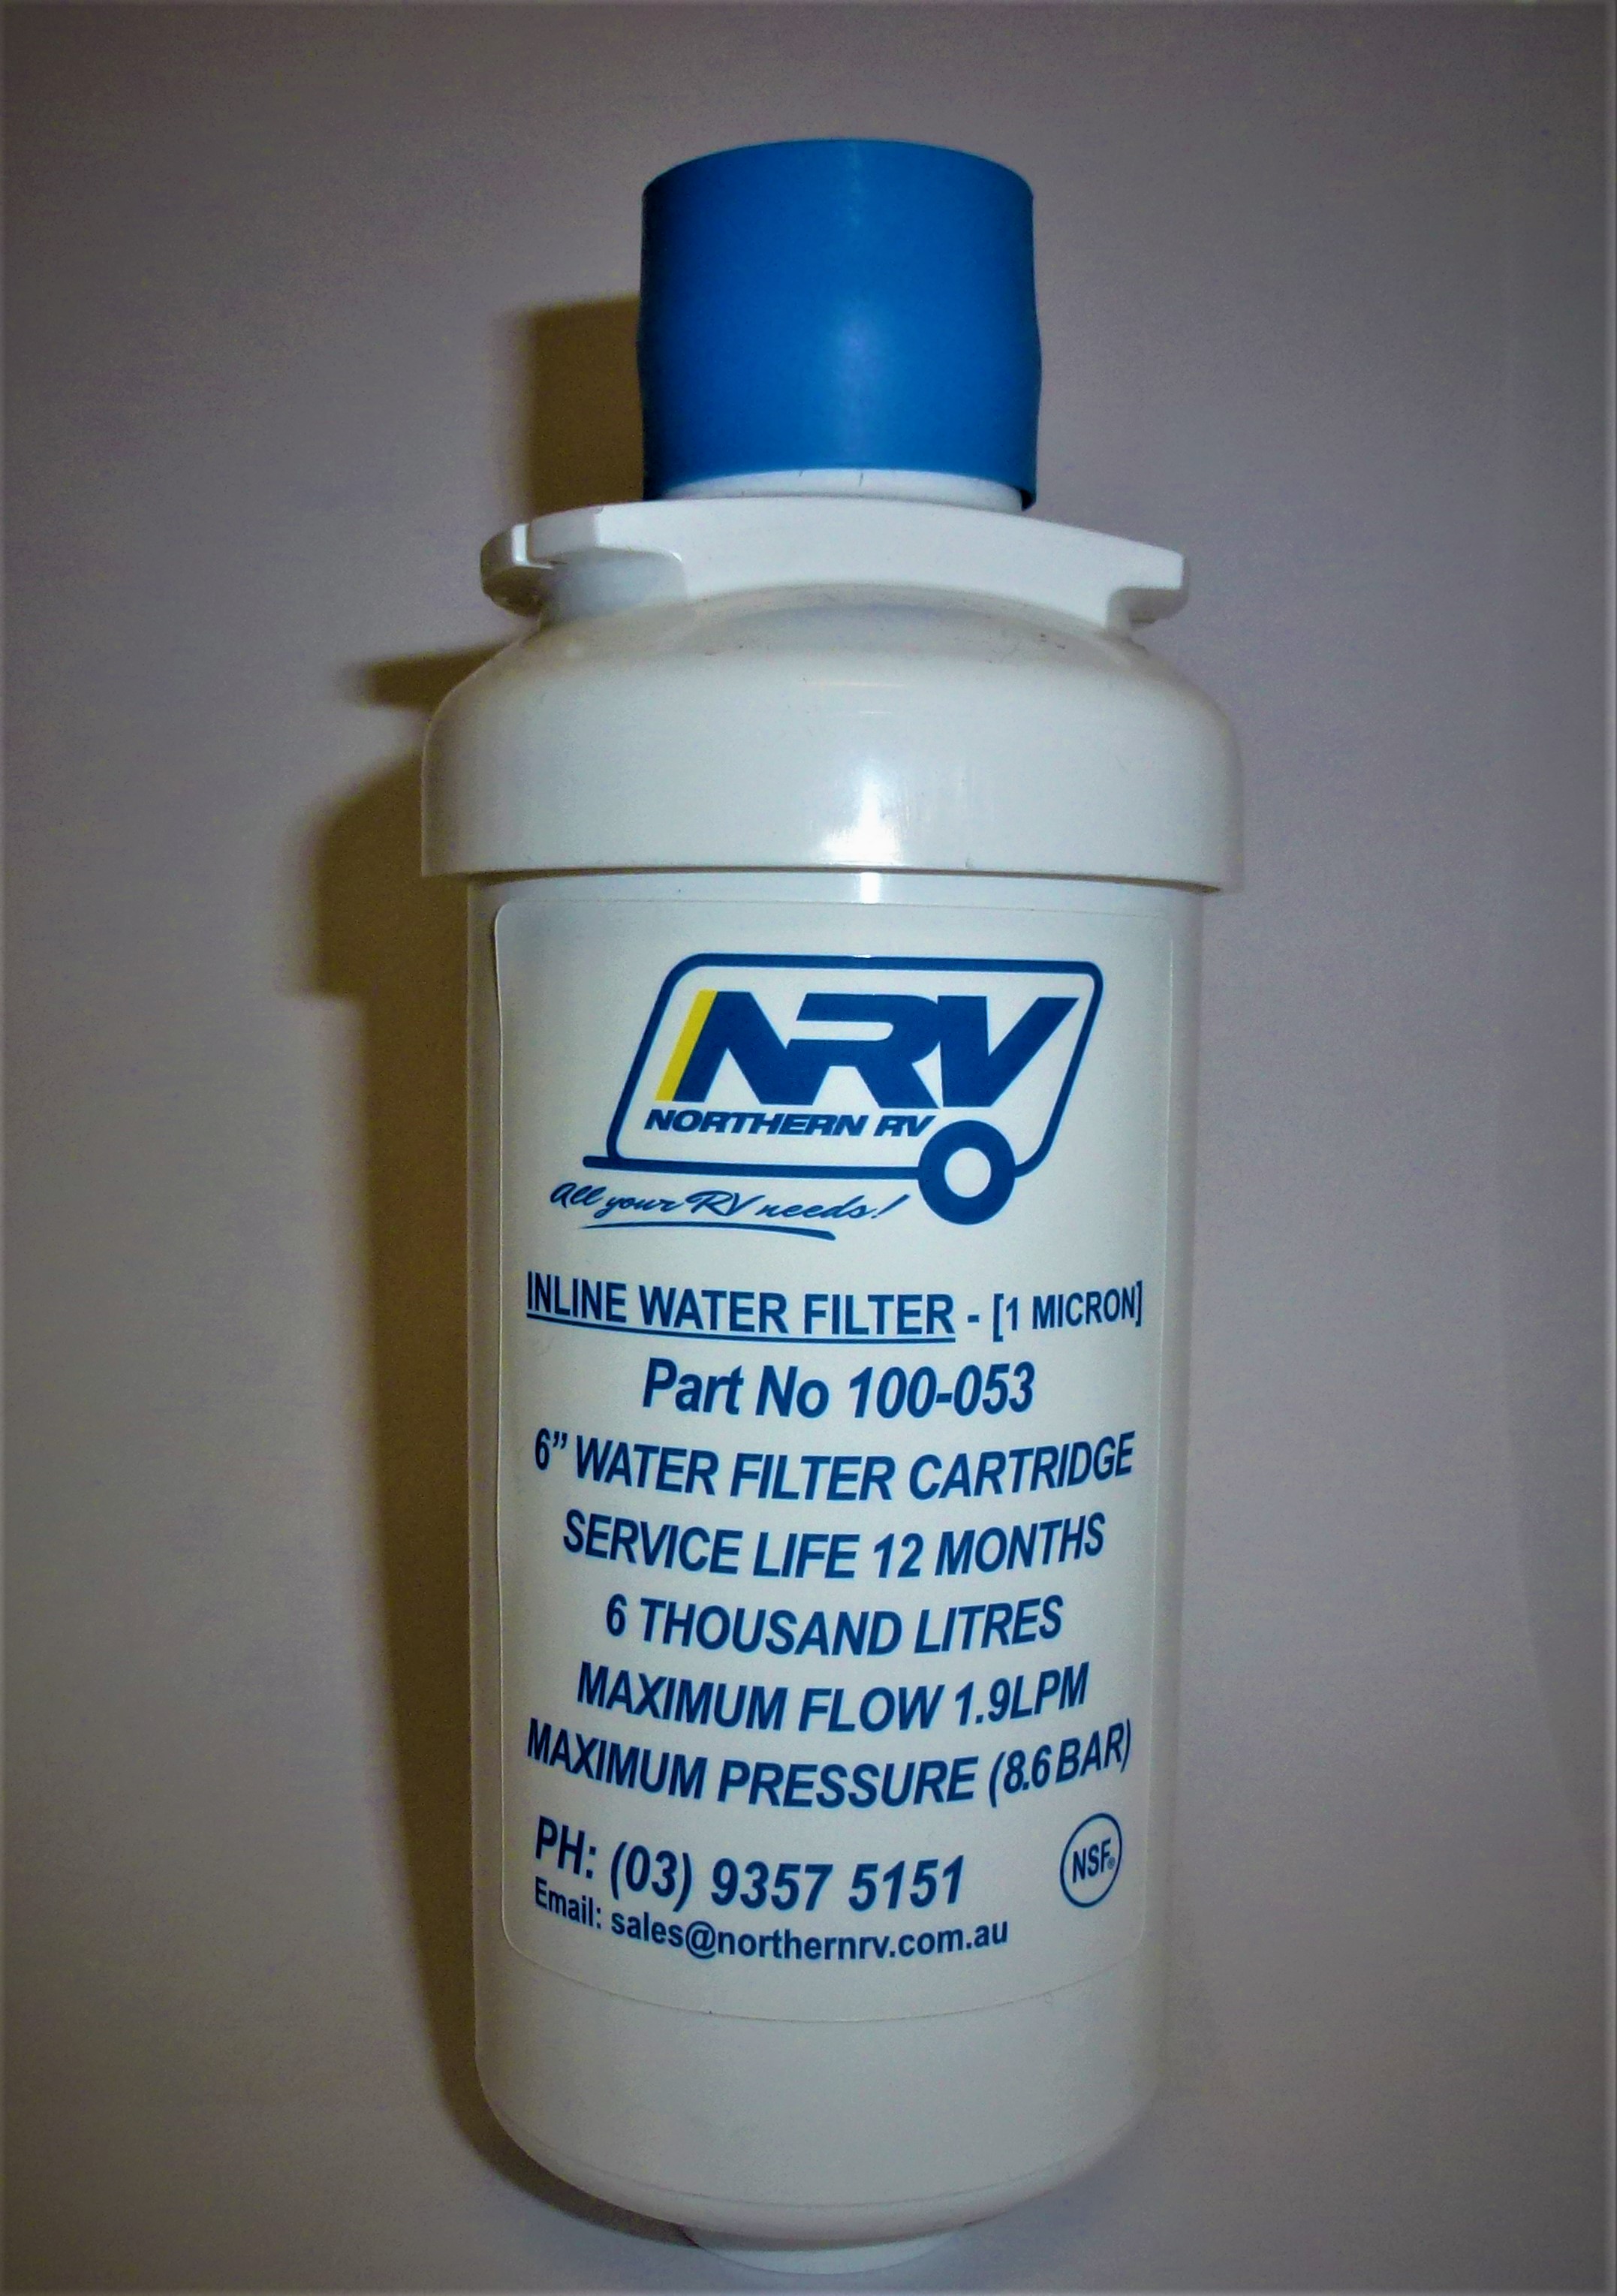 NRV
NORTHERN RV
All your RV needs!
INLINE WATER FILTER - [1 MICRON]
Part No 100-053
6” WATER FILTER CARTRIDGE
SERVICE LIFE 12 MONTHS
6 THOUSAND LITRES
MAXIMUM FLOW 1.9LPM
MAXIMUM PRESSURE (8.6 BAR)
PH: (03) 9357 5151
NSF®
Email: sales@northernrv.com.au